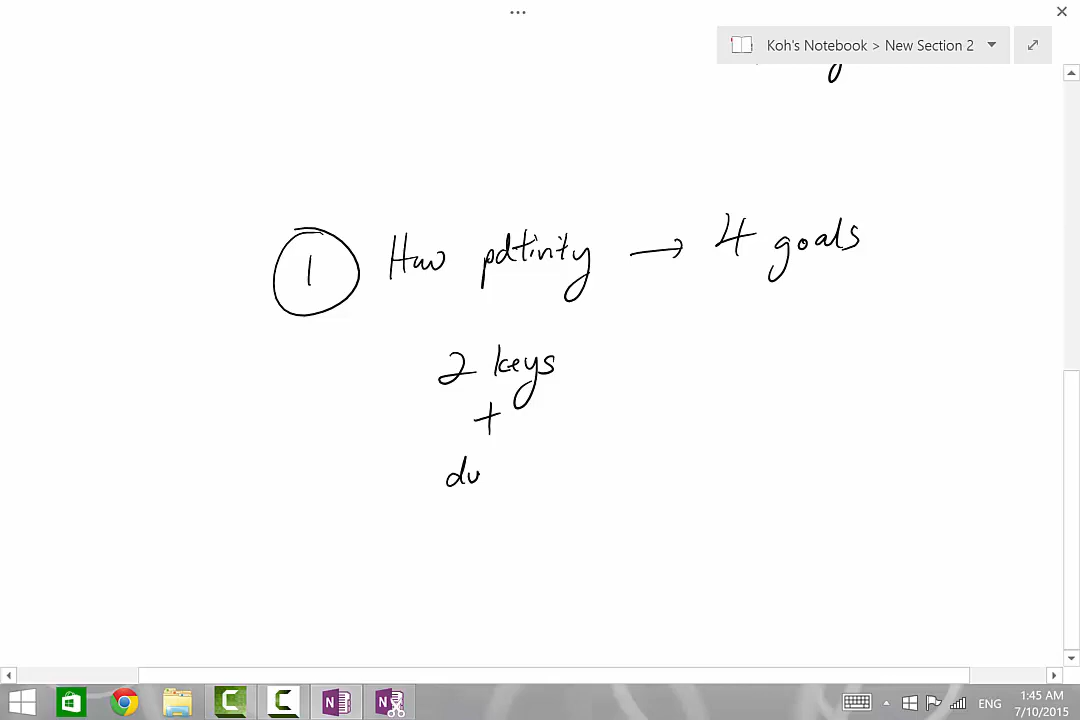 Koh's Notebook > New Section 2
1 How pdtivity → 4 goals
2 keys
+
du
ENG
1:45 AM
7/10/2015